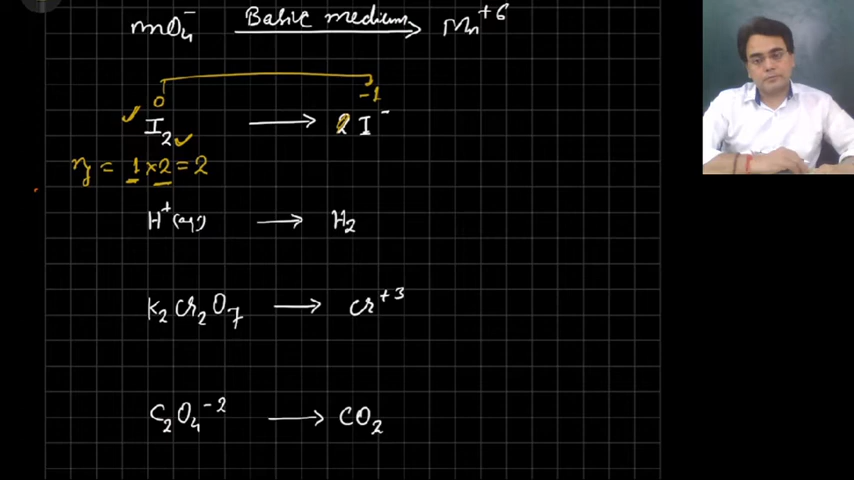 mnO₄⁻ Basic medium → Mn⁺⁶
0 -1
I₂ → 2 I⁻
η = 1 × 2 = 2
H⁺(aq) → H₂
K₂Cr₂O₇ → Cr⁺³
C₂O₄⁻² → CO₂